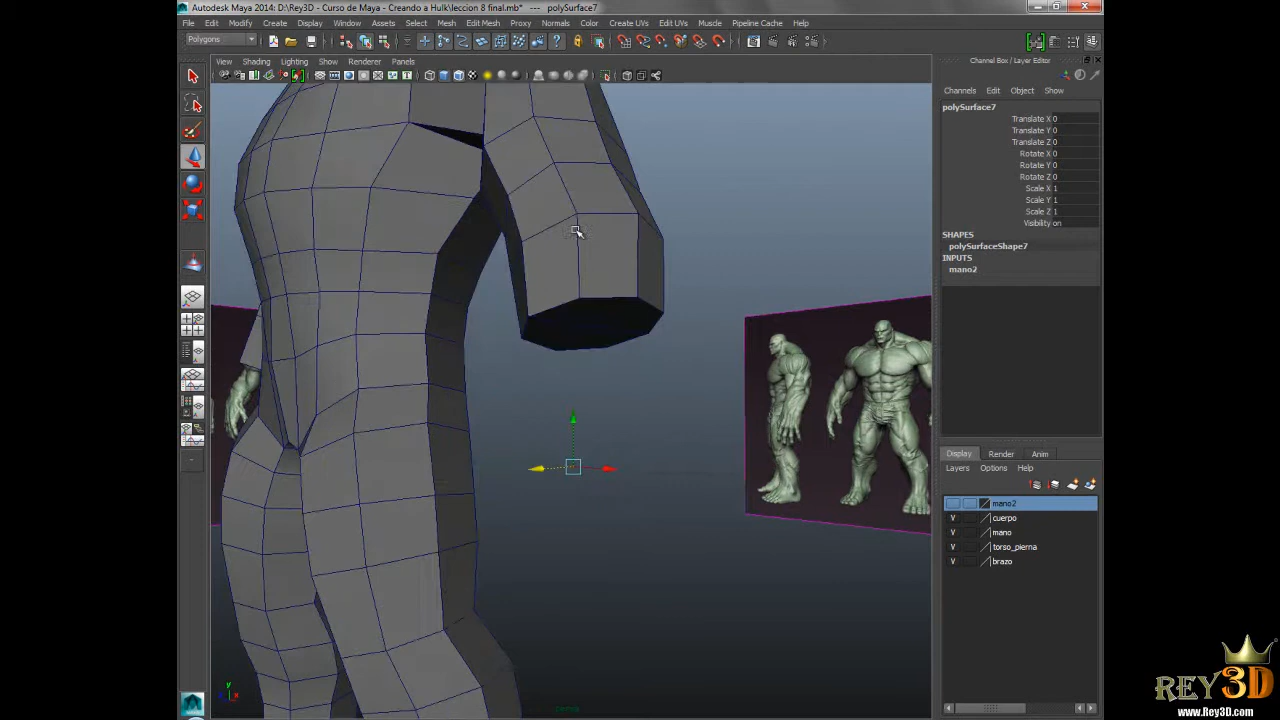 Autodesk Maya 2014: D:\Rey3D - Curso de Maya - Creando a Hulk\leccion 8 final.mb* --- polySurface7
File Edit Modify Create Display Window Assets Select Mesh Edit Mesh Proxy Normals Color Create UVs Edit UVs Muscle Pipeline Cache Help
Polygons
View Shading Lighting Show Renderer Panels
Channel Box / Layer Editor
Channels Edit Object Show
polySurface7
Translate X 0
Translate Y 0
Translate Z 0
Rotate X 0
Rotate Y 0
Rotate Z 0
Scale X 1
Scale Y 1
Scale Z 1
Visibility on
SHAPES
polySurfaceShape7
INPUTS
mano2
Display Render Anim
Layers Options Help
mano2
V cuerpo
V mano
V torso_pierna
V brazo
y
x
REY3D
www.Rey3D.com